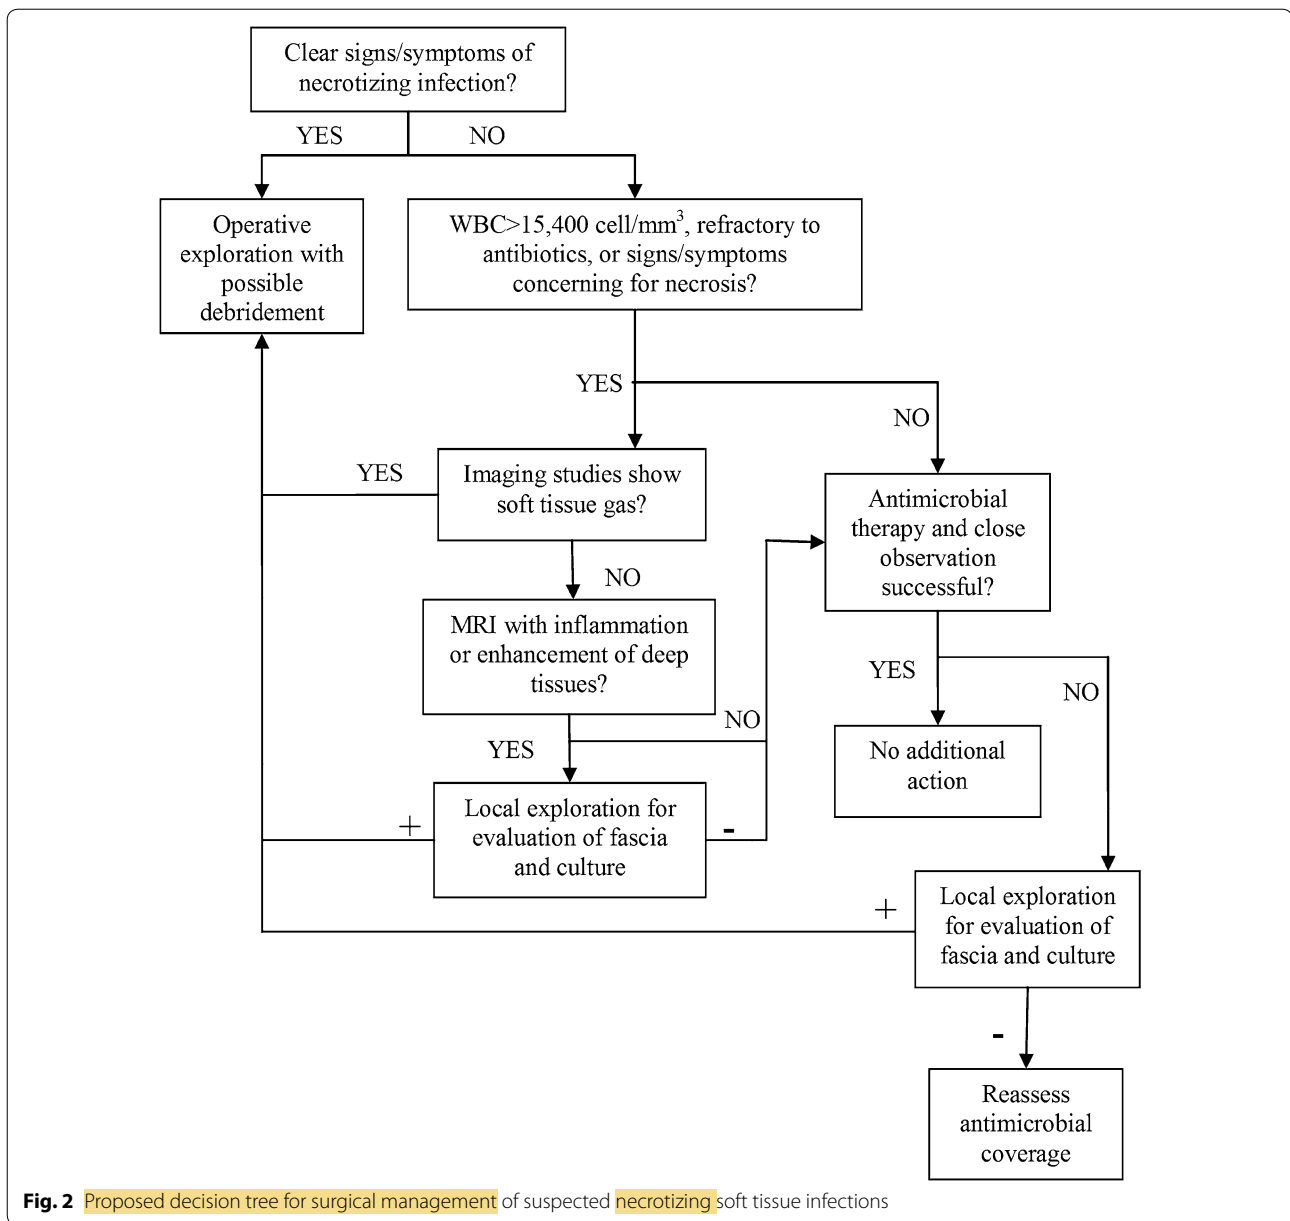 Clear signs/symptoms of
necrotizing infection?
YES
NO
Operative
exploration with
possible
debridement
WBC>15,400 cell/mm³, refractory to
antibiotics, or signs/symptoms
concerning for necrosis?
YES
NO
YES
Imaging studies show
soft tissue gas?
Antimicrobial
therapy and close
observation
successful?
NO
MRI with inflammation
or enhancement of deep
tissues?
YES
NO
YES
NO
No additional
action
Local exploration for
evaluation of fascia
and culture
+
-
Local exploration
for evaluation of
fascia and culture
+
-
Reassess
antimicrobial
coverage
Fig. 2 Proposed decision tree for surgical management of suspected necrotizing soft tissue infections